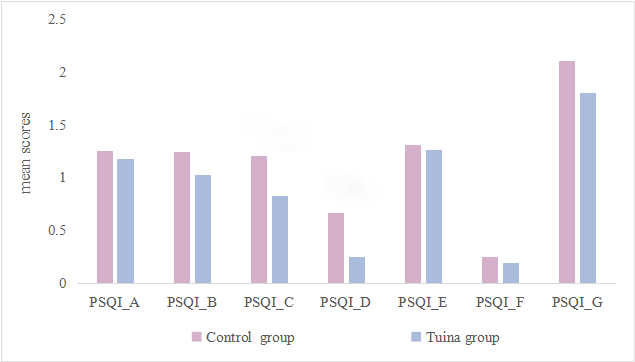 2.5
2
1.5
1
0.5
0
mean scores
PSQI_A PSQI_B PSQI_C PSQI_D PSQI_E PSQI_F PSQI_G
Control group Tuina group